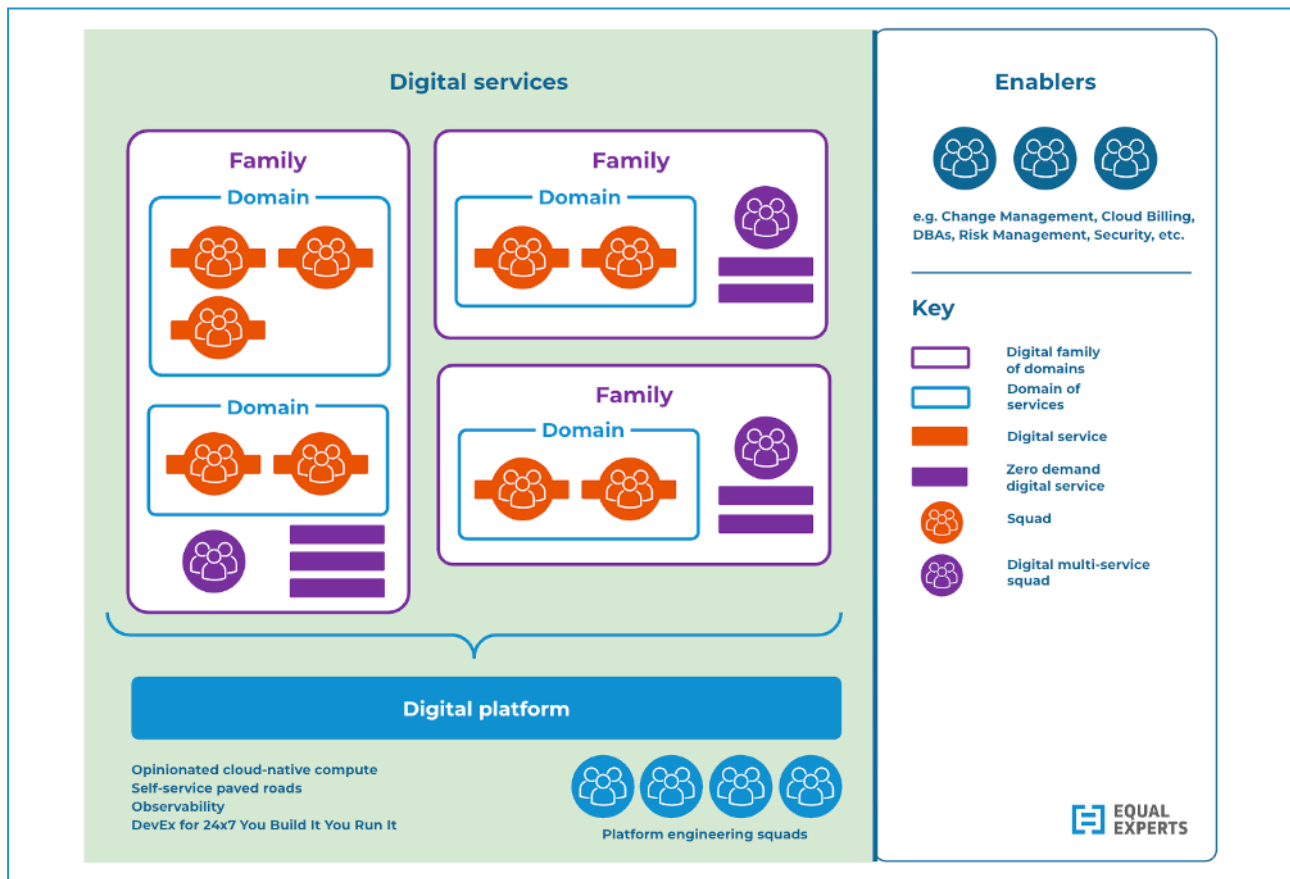 Digital services
Family
Domain
Domain
Family
Domain
Family
Domain
Digital platform
Opinionated cloud-native compute
Self-service paved roads
Observability
DevEx for 24x7 You Build It You Run It
Platform engineering squads
Enablers
e.g. Change Management, Cloud Billing,
DBAs, Risk Management, Security, etc.
Key
Digital family
of domains
Domain of
services
Digital service
Zero demand
digital service
Squad
Digital multi-service
squad
EQUAL
EXPERTS